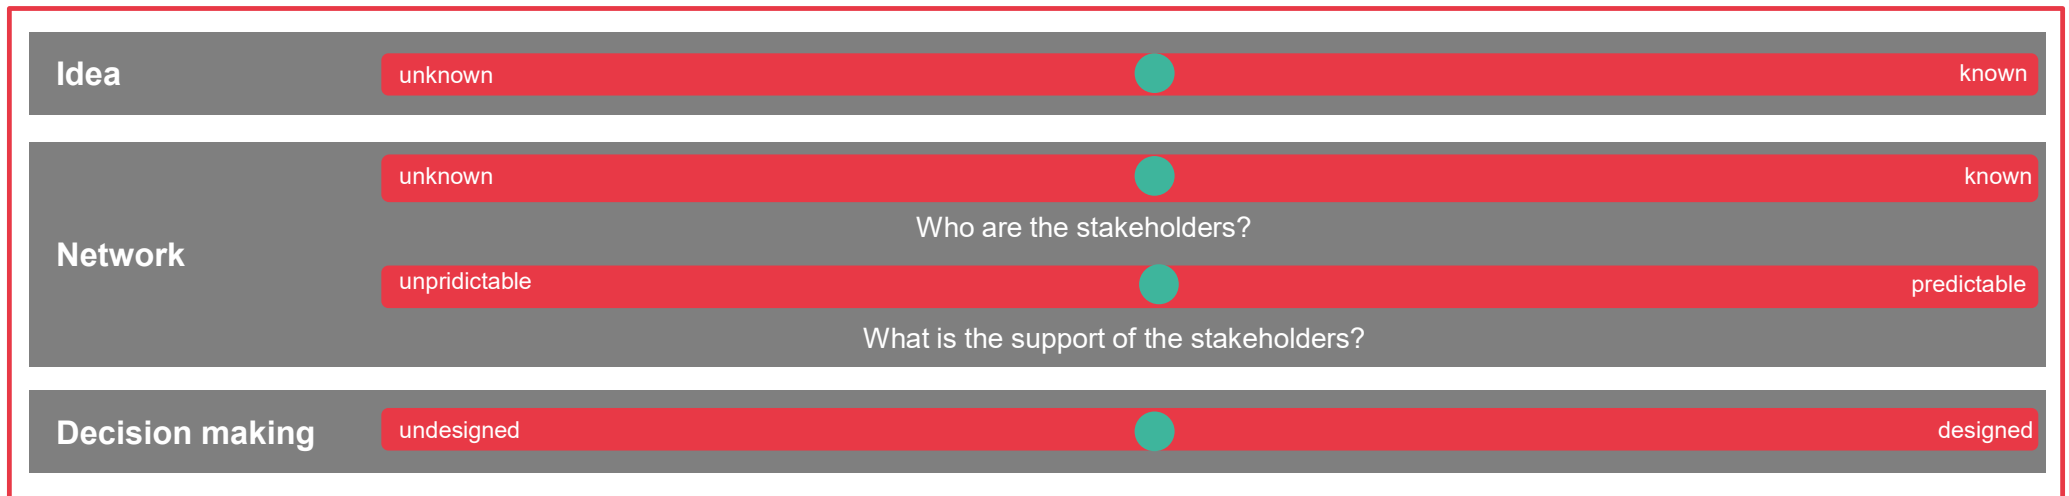 Idea
unknown
known
Network
unknown
known
Who are the stakeholders?
unpridictable
predictable
What is the support of the stakeholders?
Decision making
undesigned
designed